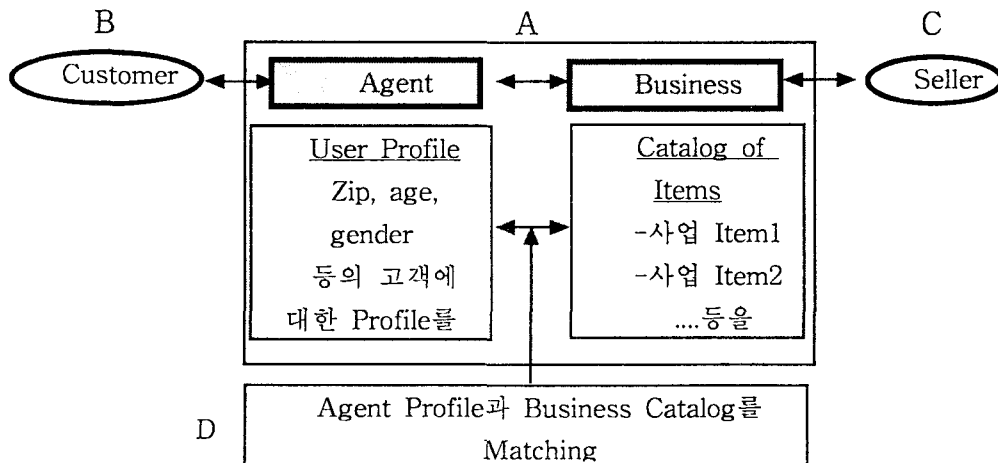 B A C
Customer Agent Business Seller
User Profile
Zip, age,
gender
등의 고객에
대한 Profile를
Catalog of
Items
-사업 Item1
-사업 Item2
....등을
D
Agent Profile과 Business Catalog를
Matching